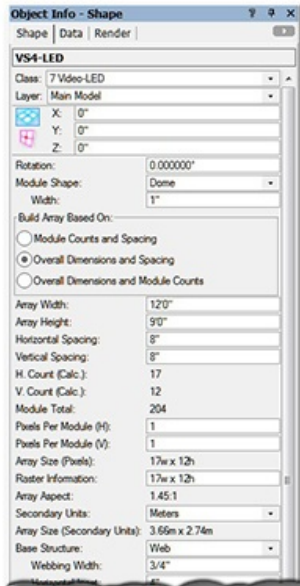 Object Info - Shape
Shape Data Render
VS4-LED
Class: 7 Video-LED
Layer: Main Model
X: 0"
Y: 0"
Z: 0"
Rotation: 0.000000°
Module Shape: Dome
Width: 1"
Build Array Based On:
Module Counts and Spacing
Overall Dimensions and Spacing
Overall Dimensions and Module Counts
Array Width: 12'0"
Array Height: 9'0"
Horizontal Spacing: 8"
Vertical Spacing: 8"
H. Count (Calc.): 17
V. Count (Calc.): 12
Module Total: 204
Pixels Per Module (H): 1
Pixels Per Module (V): 1
Array Size (Pixels): 17w x 12h
Raster Information: 17w x 12h
Array Aspect: 1.45:1
Secondary Units: Meters
Array Size (Secondary Units): 3.66m x 2.74m
Base Structure: Web
Webbing Width: 3/4"